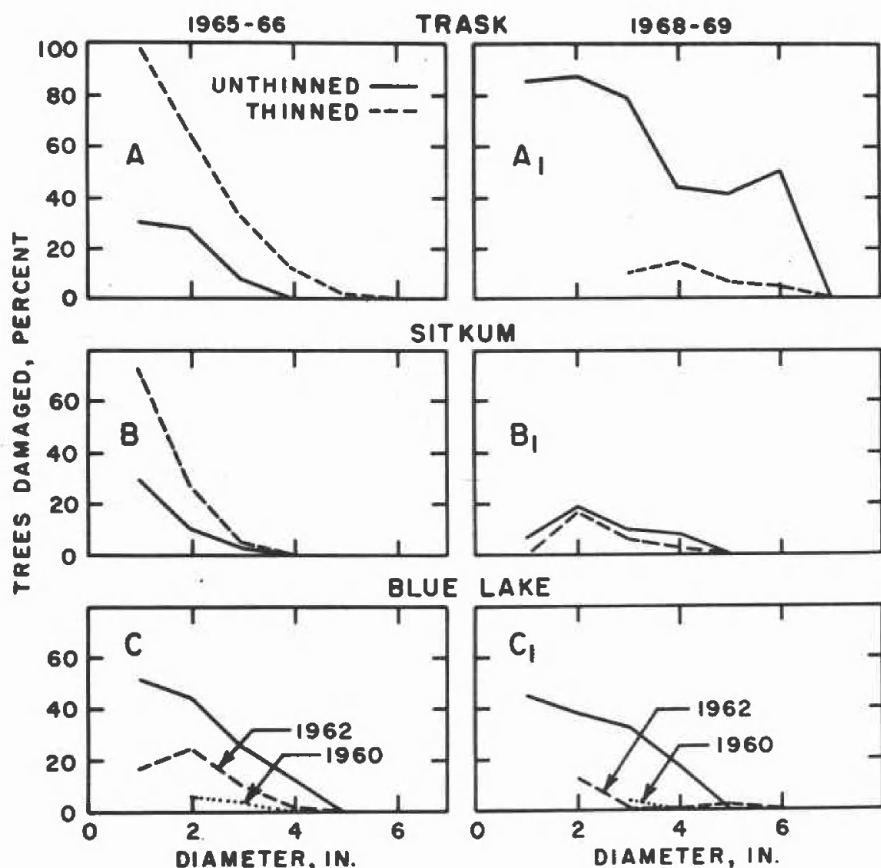 1965-66 TRASK 1968-69
100
80
60
40
20
0
UNTHINNED
THINNED
A
A1
TREES DAMAGED, PERCENT
SITKUM
60
40
20
0
B
B1
BLUE LAKE
60
40
20
0
C
1962
1960
C1
1962
1960
0 2 4 6 0 2 4 6
DIAMETER, IN. DIAMETER, IN.